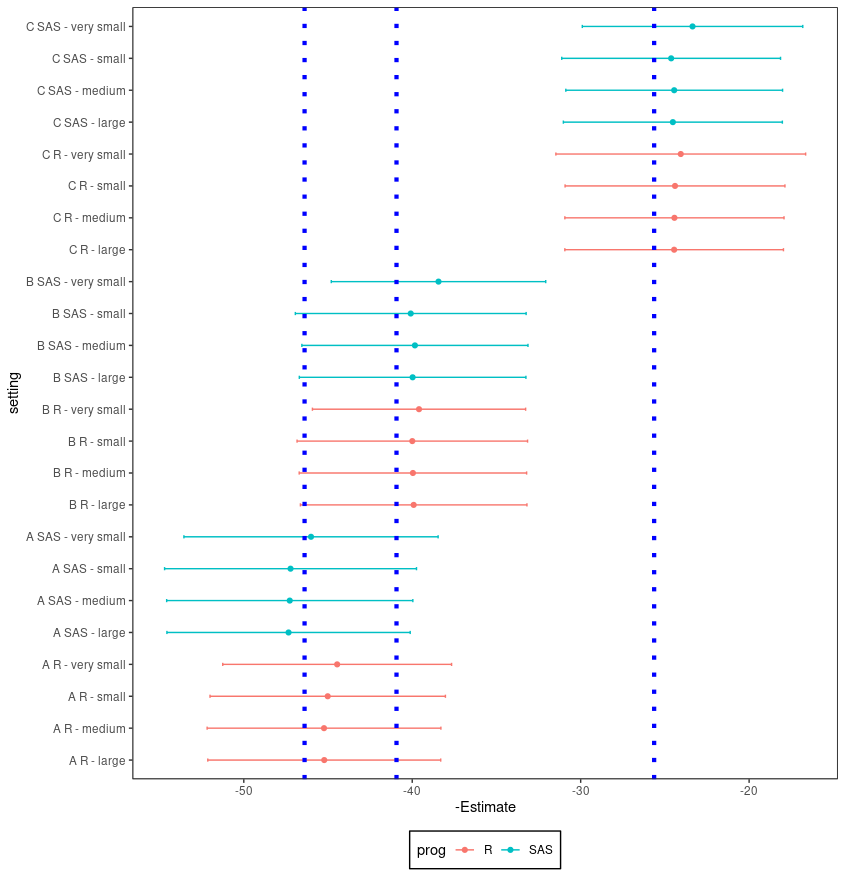 C SAS - very small
C SAS - small
C SAS - medium
C SAS - large
C R - very small
C R - small
C R - medium
C R - large
B SAS - very small
B SAS - small
B SAS - medium
B SAS - large
B R - very small
B R - small
B R - medium
B R - large
A SAS - very small
A SAS - small
A SAS - medium
A SAS - large
A R - very small
A R - small
A R - medium
A R - large
setting
-50 -40 -30 -20
-Estimate
prog R SAS